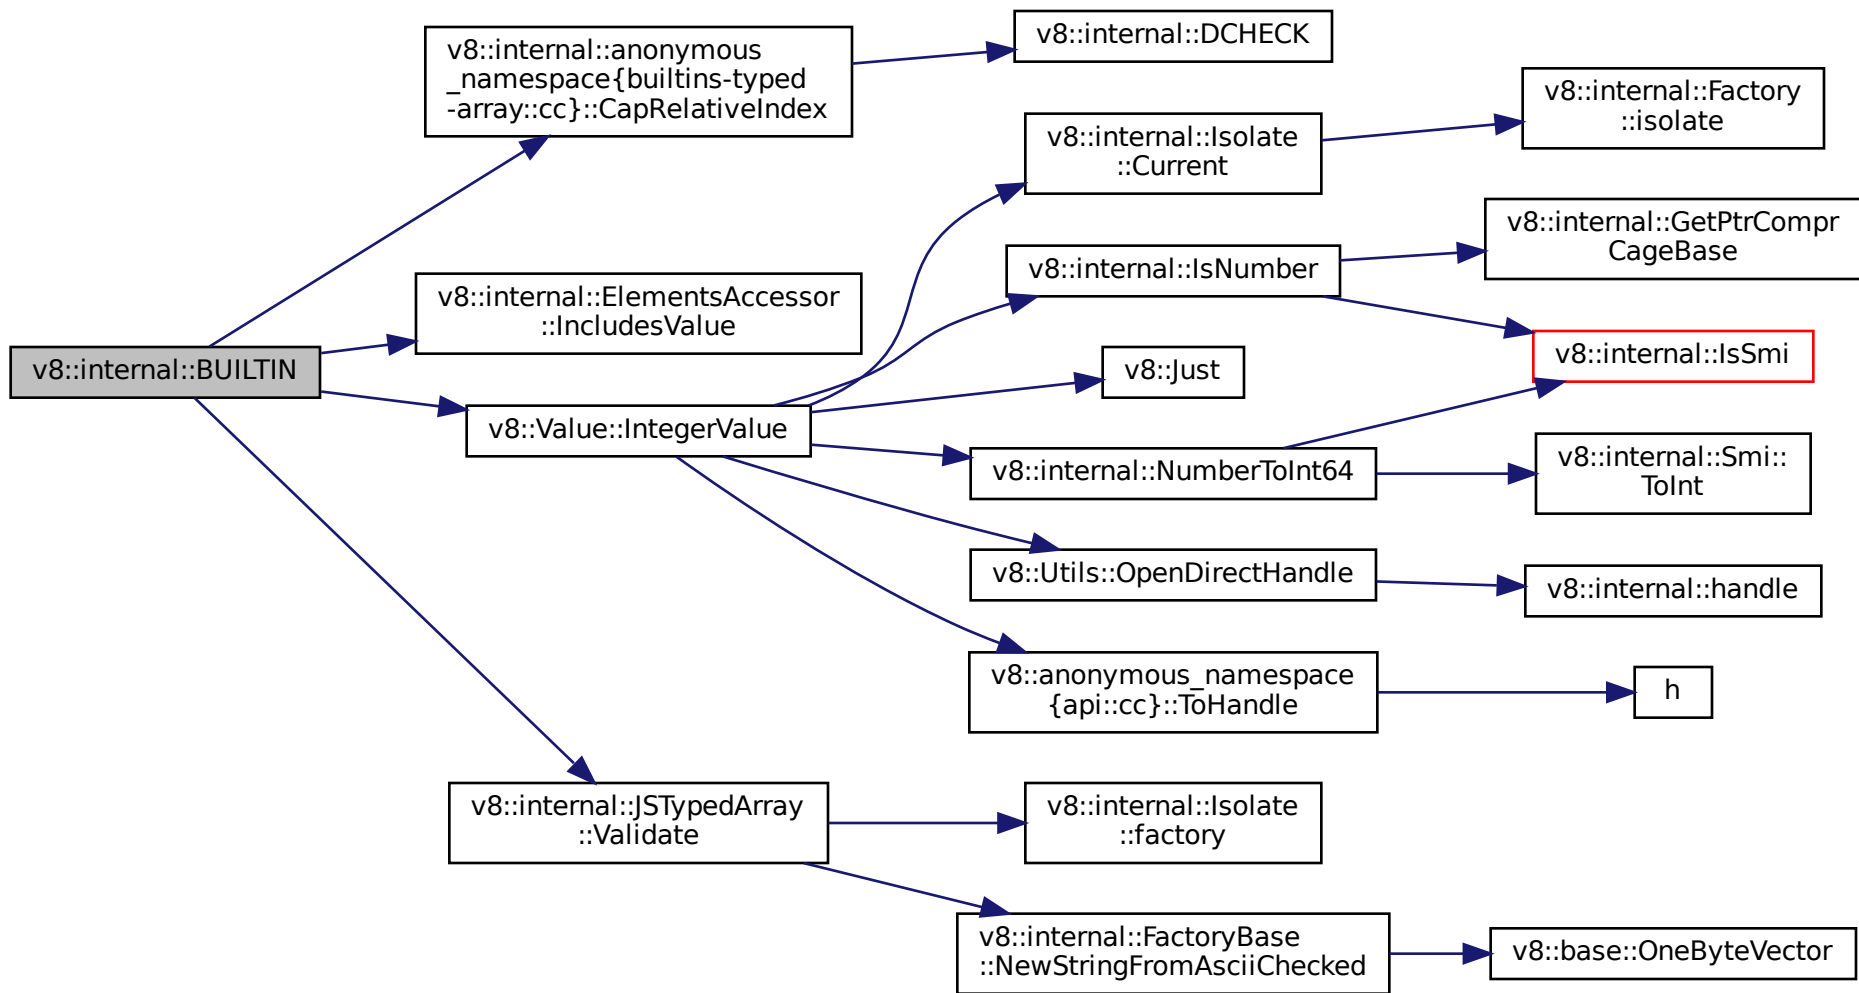 v8::internal::BUILTIN
v8::internal::anonymous
_namespace{builtins-typed
-array::cc}::CapRelativeIndex
v8::internal::DCHECK
v8::internal::ElementsAccessor
::IncludesValue
v8::Value::IntegerValue
v8::internal::Isolate
::Current
v8::internal::Factory
::isolate
v8::internal::IsNumber
v8::internal::GetPtrCompr
CageBase
v8::internal::IsSmi
v8::Just
v8::internal::NumberToInt64
v8::internal::Smi::
ToInt
v8::Utils::OpenDirectHandle
v8::internal::handle
v8::anonymous_namespace
{api::cc}::ToHandle
h
v8::internal::JSTypedArray
::Validate
v8::internal::Isolate
::factory
v8::internal::FactoryBase
::NewStringFromAsciiChecked
v8::base::OneByteVector